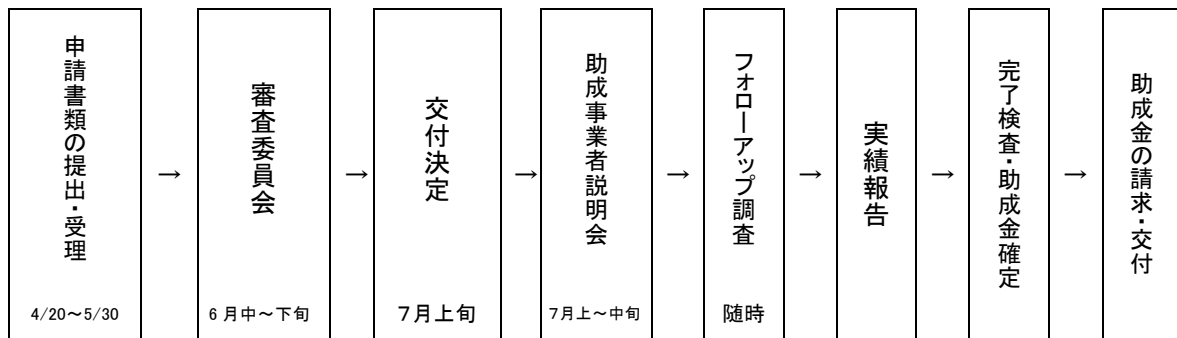 申請書類の提出・受理
4/20～5/30
→
審査委員会
6月中～下旬
→
交付決定
7月上旬
→
助成事業者説明会
7月上～中旬
→
フォローアップ調査
随時
→
実績報告
→
完了検査・助成金確定
→
助成金の請求・交付